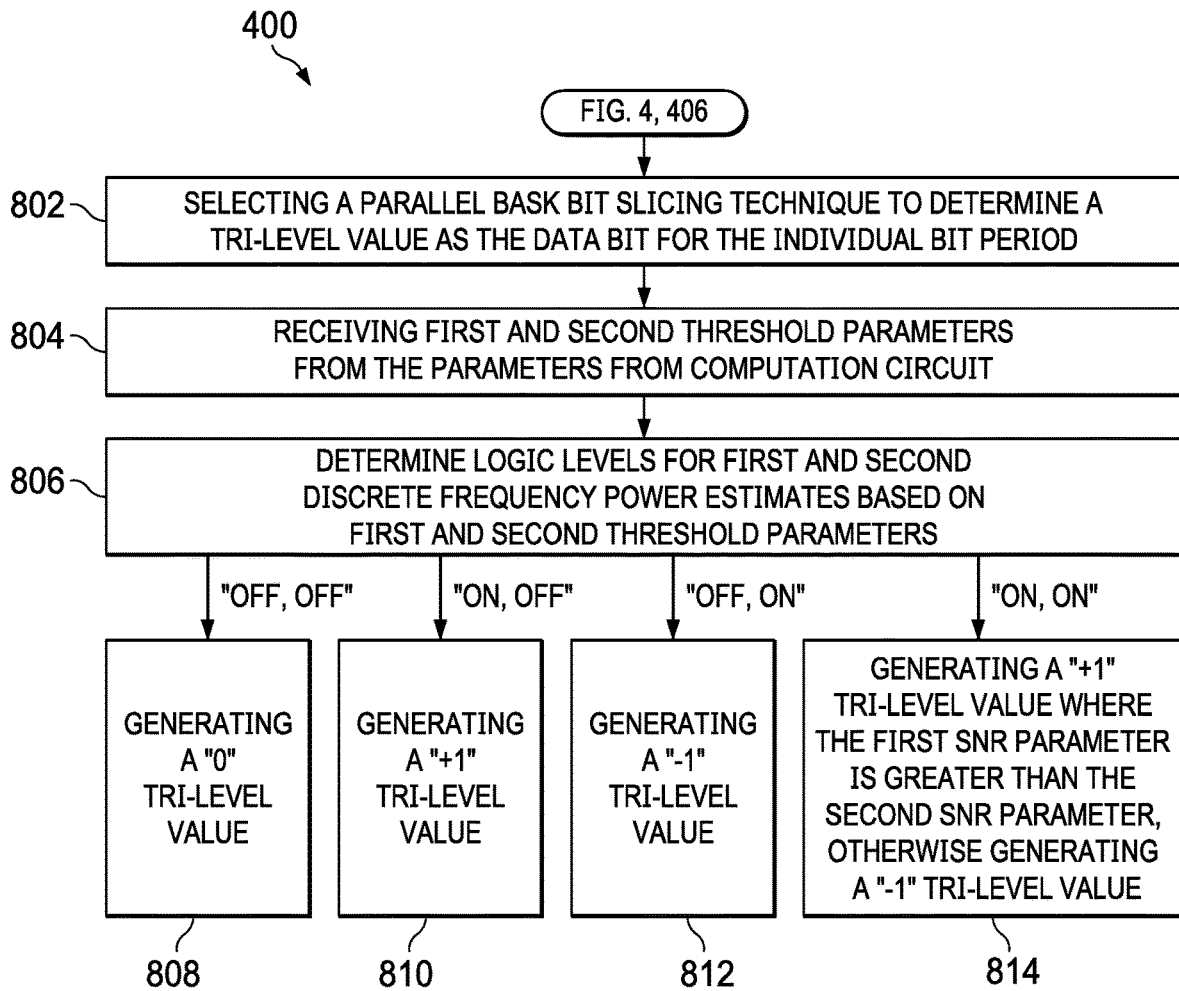 400
FIG. 4, 406
802
SELECTING A PARALLEL BASK BIT SLICING TECHNIQUE TO DETERMINE A
TRI-LEVEL VALUE AS THE DATA BIT FOR THE INDIVIDUAL BIT PERIOD
804
RECEIVING FIRST AND SECOND THRESHOLD PARAMETERS
FROM THE PARAMETERS FROM COMPUTATION CIRCUIT
806
DETERMINE LOGIC LEVELS FOR FIRST AND SECOND
DISCRETE FREQUENCY POWER ESTIMATES BASED ON
FIRST AND SECOND THRESHOLD PARAMETERS
"OFF, OFF"
"ON, OFF"
"OFF, ON"
"ON, ON"
GENERATING
A "0"
TRI-LEVEL
VALUE
GENERATING
A "+1"
TRI-LEVEL
VALUE
GENERATING
A "-1"
TRI-LEVEL
VALUE
GENERATING A "+1"
TRI-LEVEL VALUE WHERE
THE FIRST SNR PARAMETER
IS GREATER THAN THE
SECOND SNR PARAMETER,
OTHERWISE GENERATING
A "-1" TRI-LEVEL VALUE
808
810
812
814